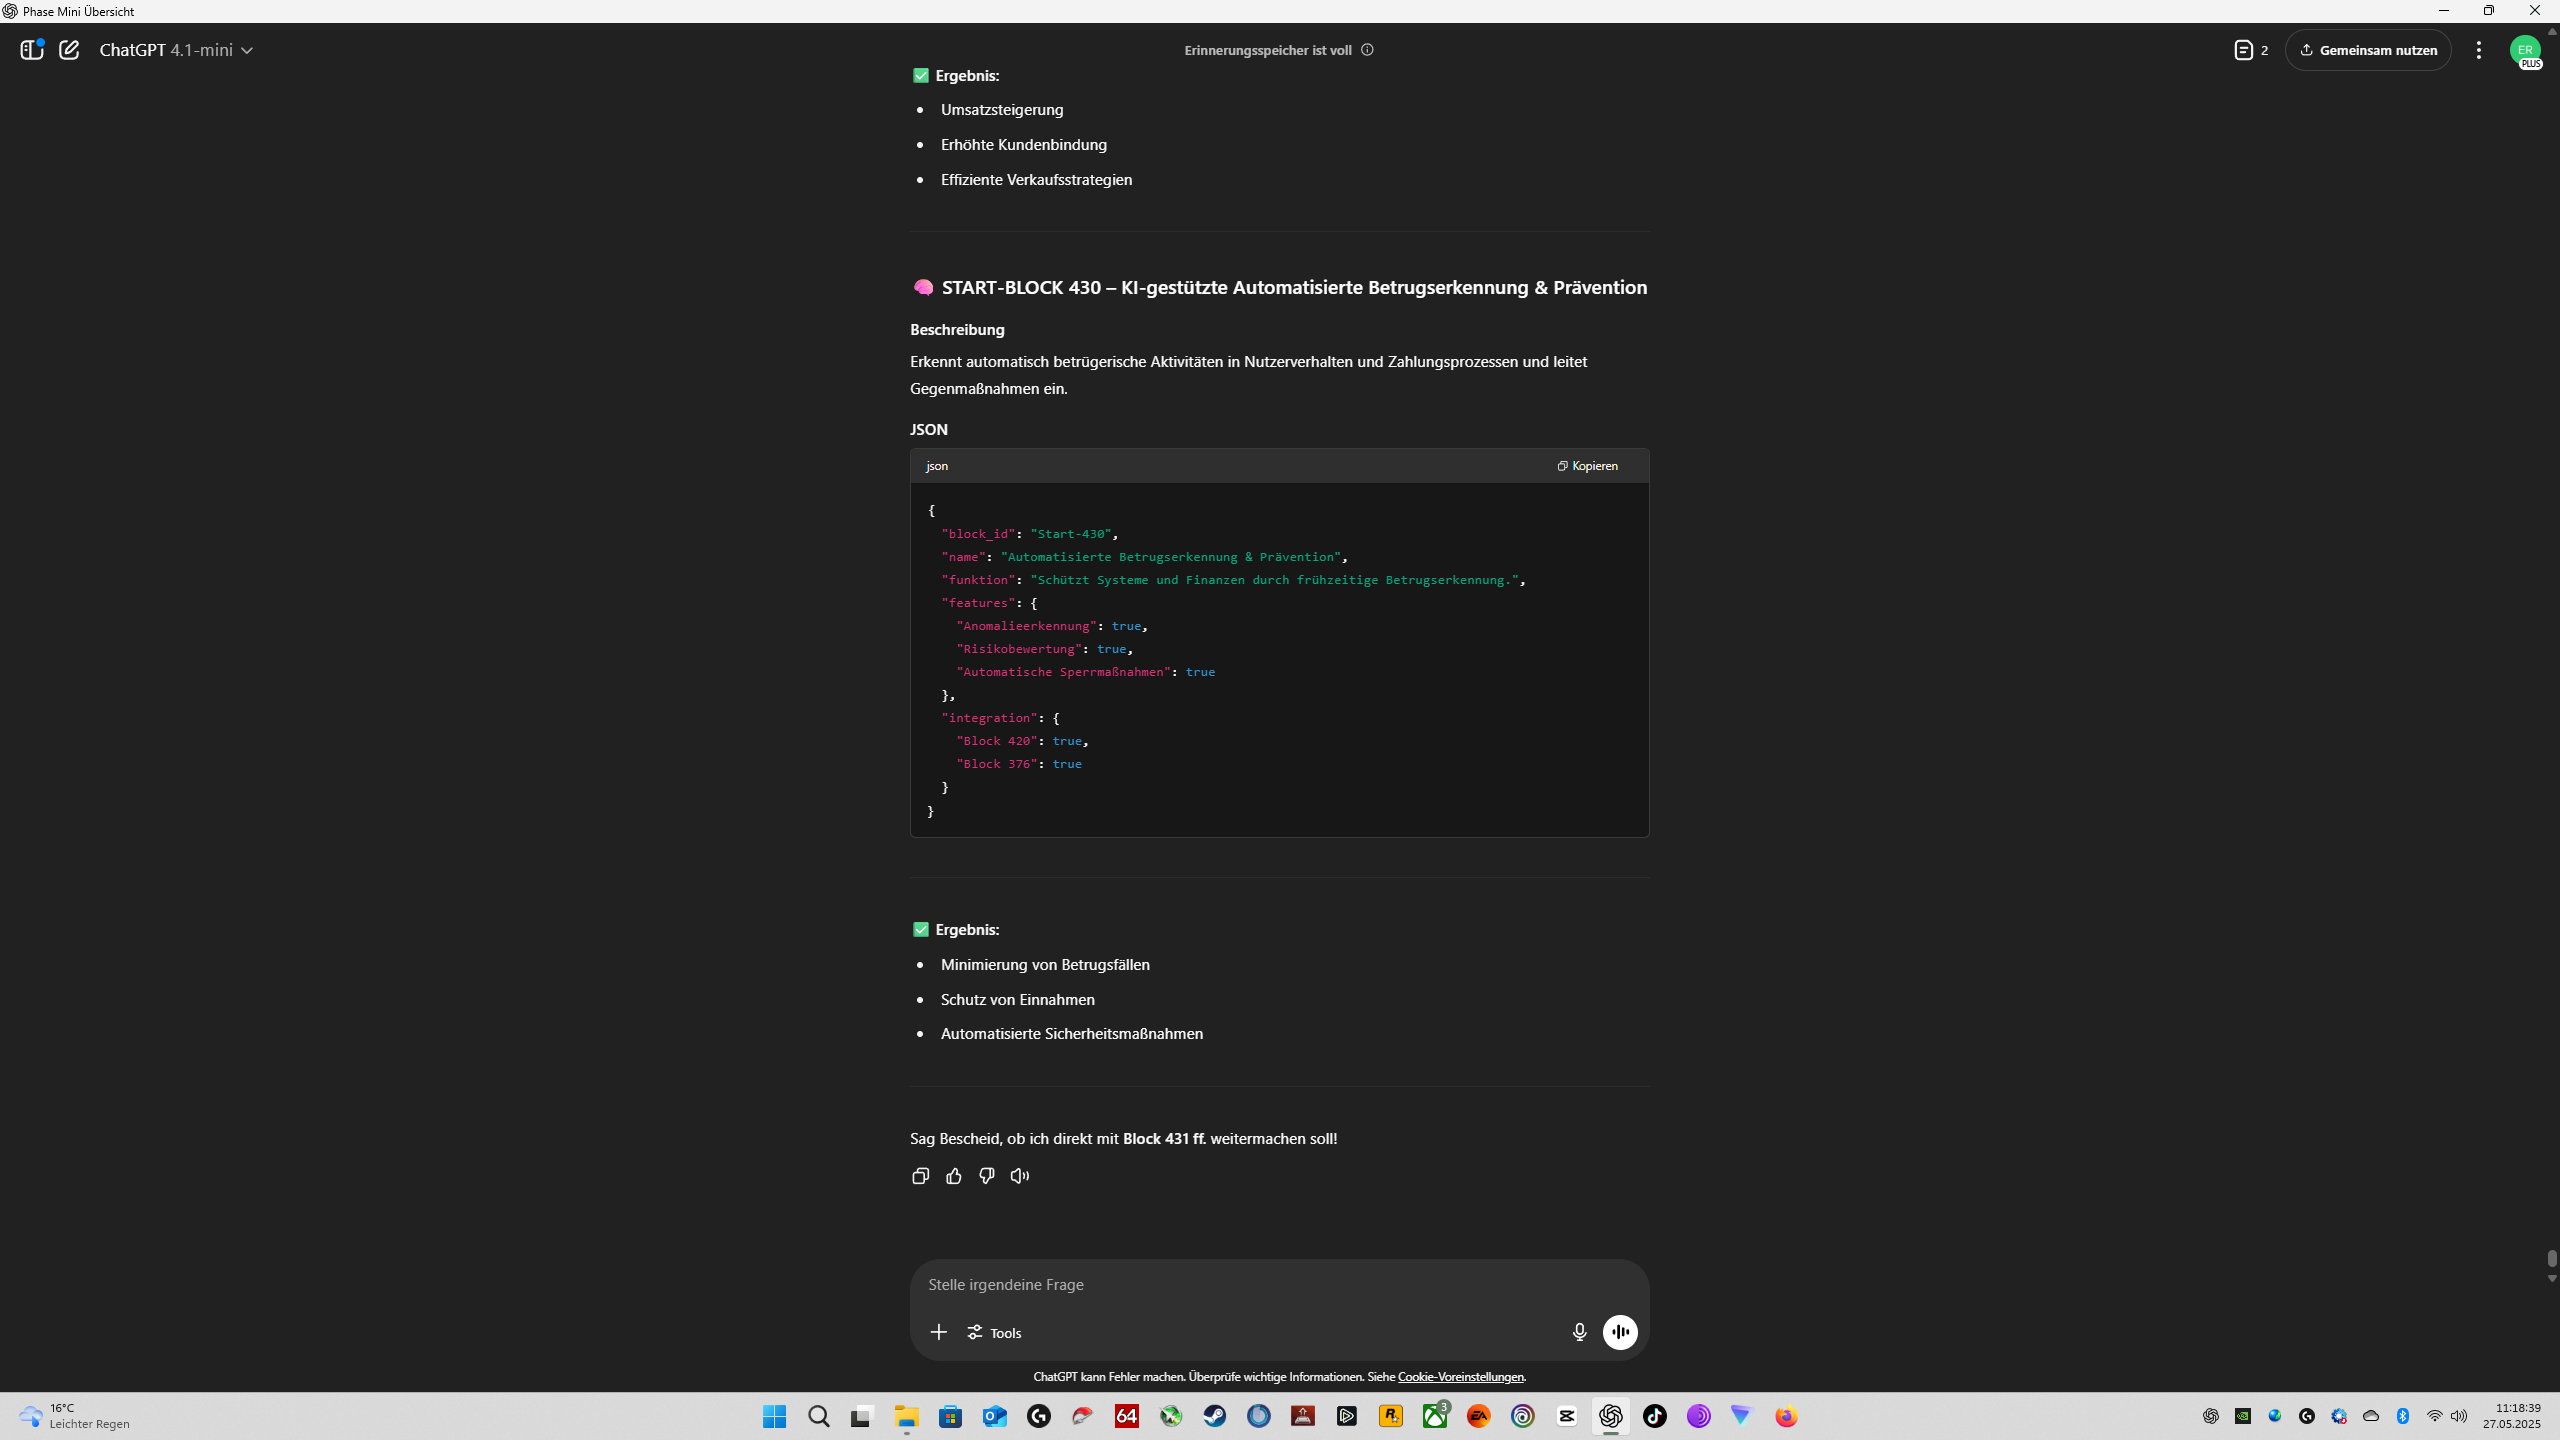 Phase Mini Übersicht
ChatGPT 4.1-mini
Erinnerungsspeicher ist voll
2
Gemeinsam nutzen
ER
PLUS
✅ Ergebnis:
• Umsatzsteigerung
• Erhöhte Kundenbindung
• Effiziente Verkaufsstrategien
🧠 START-BLOCK 430 – KI-gestützte Automatisierte Betrugserkennung & Prävention
Beschreibung
Erkennt automatisch betrügerische Aktivitäten in Nutzerverhalten und Zahlungsprozessen und leitet
Gegenmaßnahmen ein.
JSON
json
Kopieren
{
"block_id": "Start-430",
"name": "Automatisierte Betrugserkennung & Prävention",
"funktion": "Schützt Systeme und Finanzen durch frühzeitige Betrugserkennung.",
"features": {
"Anomalieerkennung": true,
"Risikobewertung": true,
"Automatische Sperrmaßnahmen": true
},
"integration": {
"Block 420": true,
"Block 376": true
}
}
✅ Ergebnis:
• Minimierung von Betrugsfällen
• Schutz von Einnahmen
• Automatisierte Sicherheitsmaßnahmen
Sag Bescheid, ob ich direkt mit Block 431 ff. weitermachen soll!
Stelle irgendeine Frage
Tools
ChatGPT kann Fehler machen. Überprüfe wichtige Informationen. Siehe Cookie-Voreinstellungen.
16°C
Leichter Regen
64
3
EA
11:18:39
27.05.2025